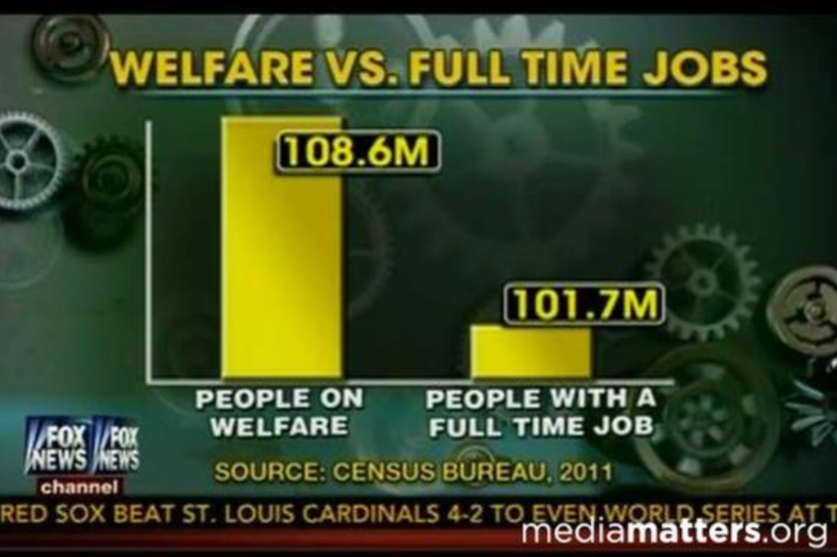 WELFARE VS. FULL TIME JOBS
108.6M
101.7M
PEOPLE ON
WELFARE
PEOPLE WITH A
FULL TIME JOB
FOX
NEWS
channel
FOX
NEWS
SOURCE: CENSUS BUREAU, 2011
RED SOX BEAT ST. LOUIS CARDINALS 4-2 TO EVEN WORLD SERIES AT T
mediamatters.org